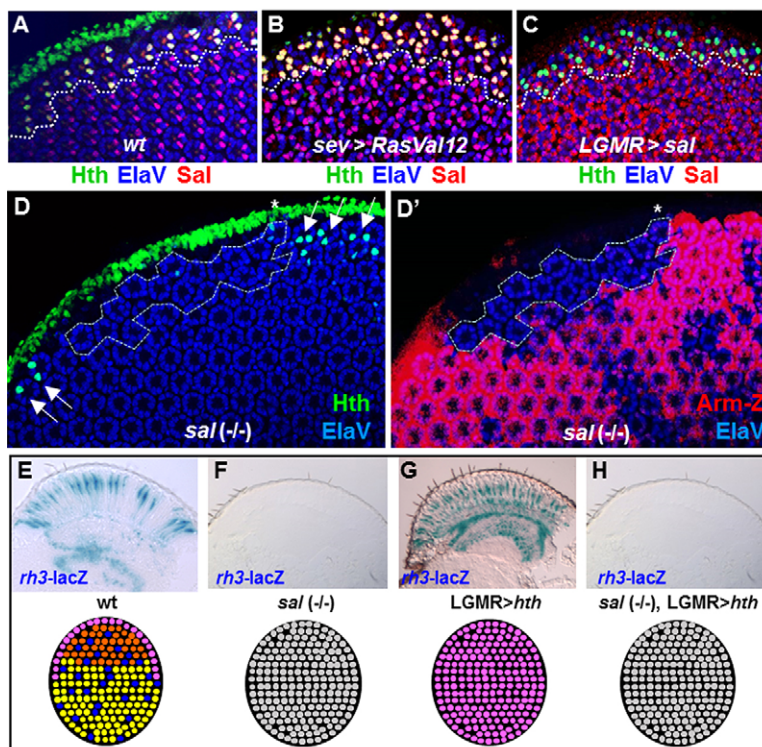 A
wt
Hth ElaV Sal
B
sev > RasVal12
Hth ElaV Sal
C
LGMR > sal
Hth ElaV Sal
D
*
Hth
sal (-/-)
ElaV
D'
*
Arm-Z
sal (-/-)
ElaV
E
rh3-lacZ
wt
F
rh3-lacZ
sal (-/-)
G
rh3-lacZ
LGMR>hth
H
rh3-lacZ
sal (-/-), LGMR>hth